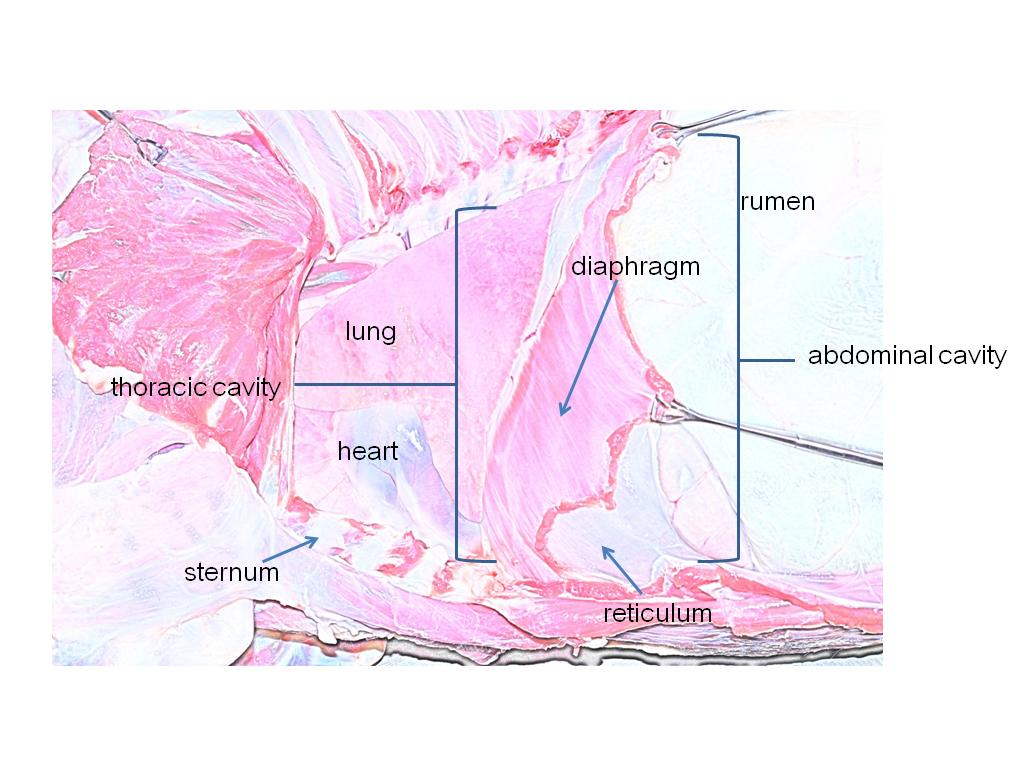 rumen
diaphragm
lung
abdominal cavity
thoracic cavity
heart
sternum
reticulum